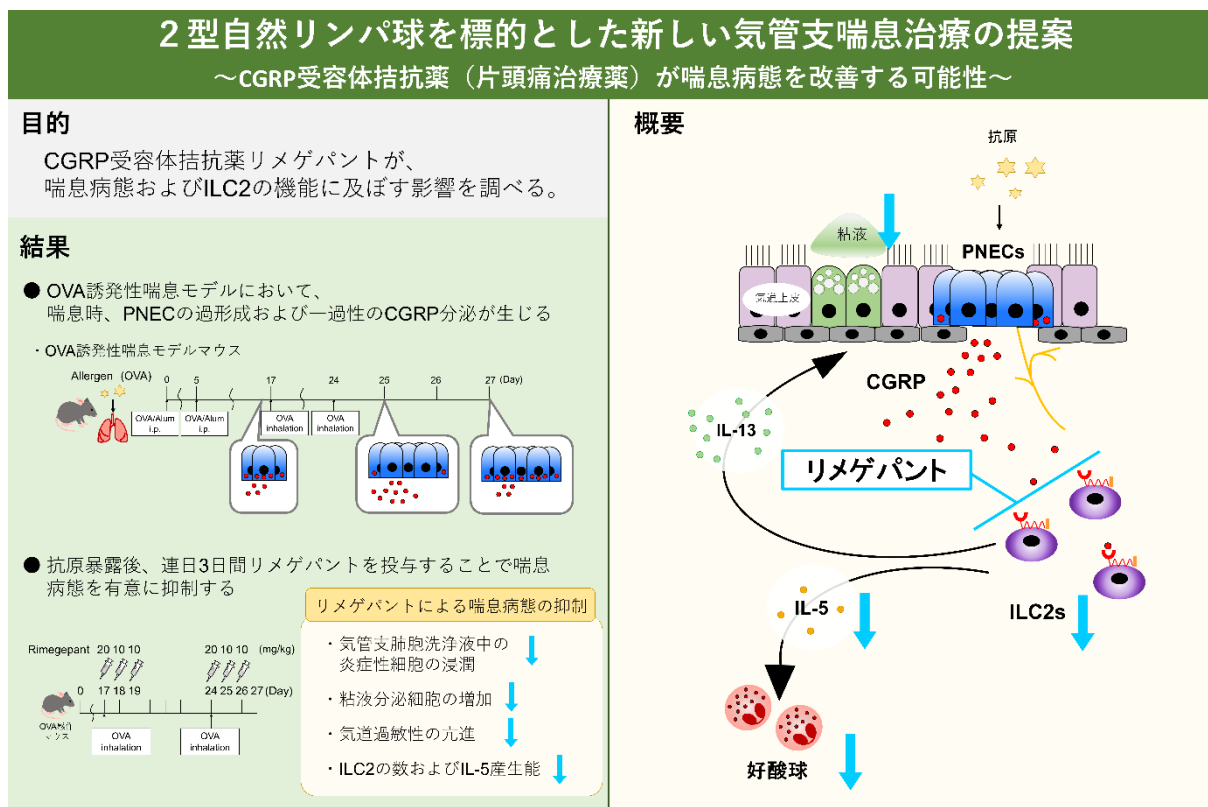 ２型自然リンパ球を標的とした新しい気管支喘息治療の提案
～CGRP受容体拮抗薬（片頭痛治療薬）が喘息病態を改善する可能性～
目的
CGRP受容体拮抗薬リメゲパントが、
喘息病態およびILC2の機能に及ぼす影響を調べる。
結果
● OVA誘発性喘息モデルにおいて、
喘息時、PNECの過形成および一過性のCGRP分泌が生じる
・OVA誘発性喘息モデルマウス
Allergen (OVA)
0 5 17 24 25 26 27 (Day)
OVA/Alum
i.p.
OVA/Alum
i.p.
OVA
inhalation
OVA
inhalation
● 抗原暴露後、連日3日間リメゲパントを投与することで喘息
病態を有意に抑制する
Rimegepant 20 10 10 20 10 10 (mg/kg)
0 17 18 19 24 25 26 27 (Day)
OVA感作
マウス
OVA
inhalation
OVA
inhalation
リメゲパントによる喘息病態の抑制
・気管支肺胞洗浄液中の
炎症性細胞の浸潤
・粘液分泌細胞の増加
・気道過敏性の亢進
・ILC2の数およびIL-5産生能
概要
抗原
粘液
PNECs
気道上皮
CGRP
IL-13
リメゲパント
IL-5
ILC2s
好酸球